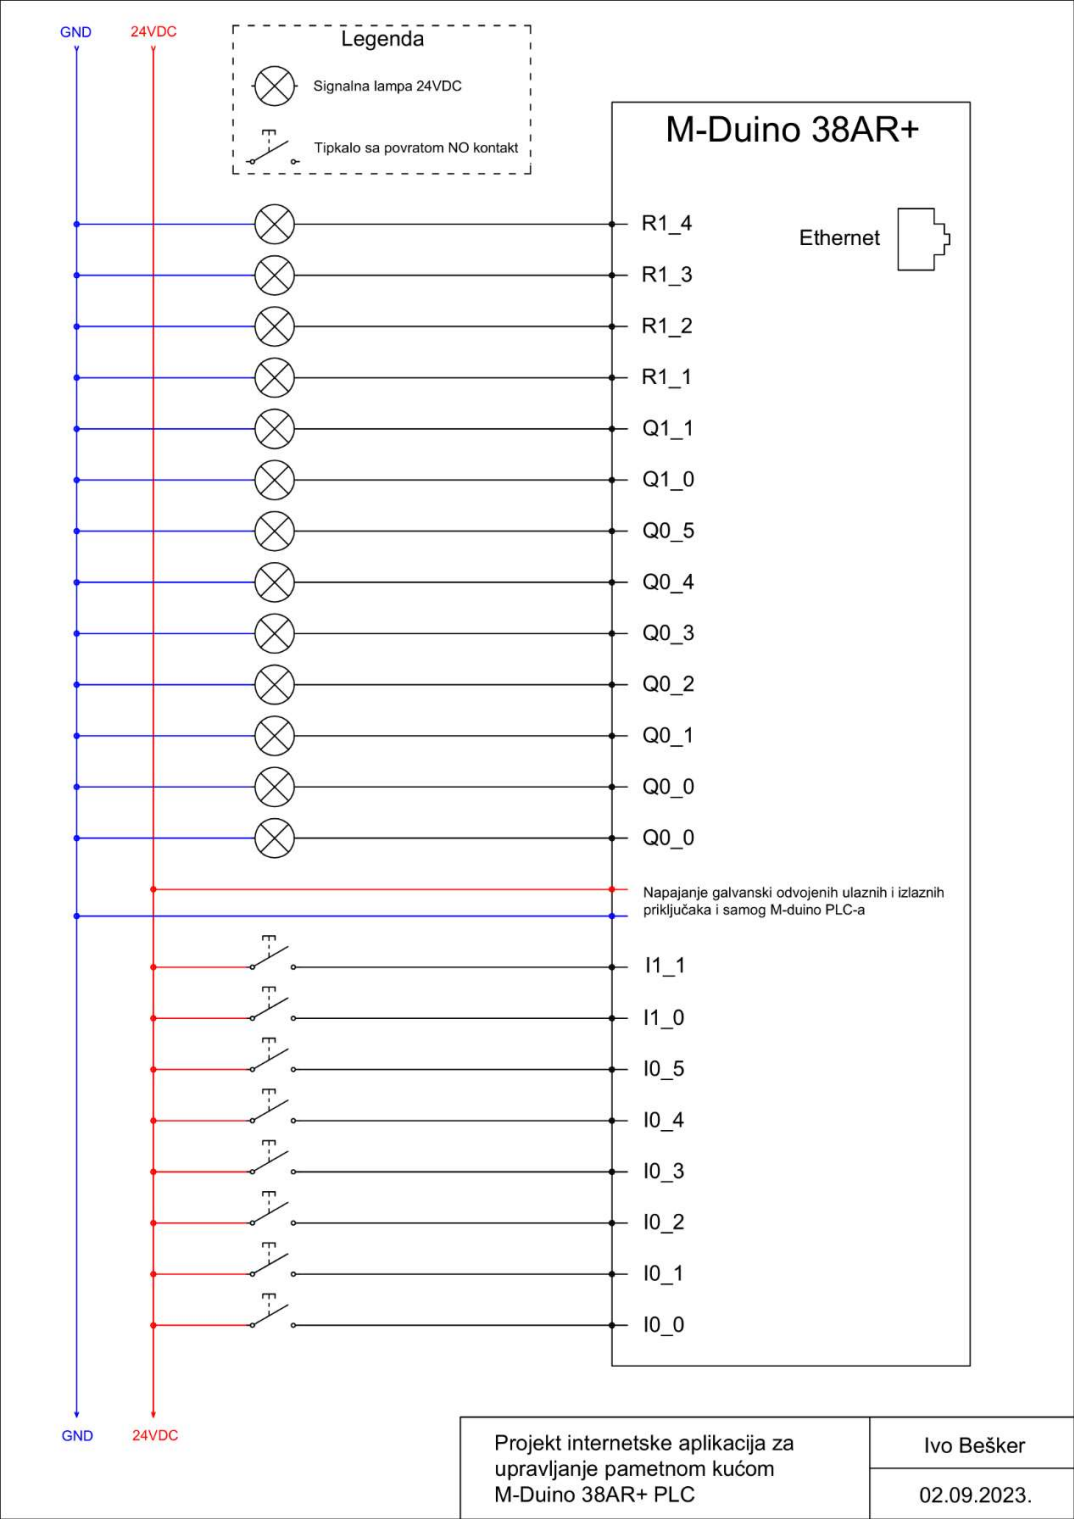 GND 24VDC
Legenda
Signalna lampa 24VDC
Tipkalo sa povratom NO kontakt
M-Duino 38AR+
Ethernet
R1_4
R1_3
R1_2
R1_1
Q1_1
Q1_0
Q0_5
Q0_4
Q0_3
Q0_2
Q0_1
Q0_0
Q0_0
Napajanje galvanski odvojenih ulaznih i izlaznih
priključaka i samog M-duino PLC-a
I1_1
I1_0
I0_5
I0_4
I0_3
I0_2
I0_1
I0_0
GND 24VDC
Projekt internetske aplikacija za
upravljanje pametnom kućom
M-Duino 38AR+ PLC
Ivo Bešker
02.09.2023.